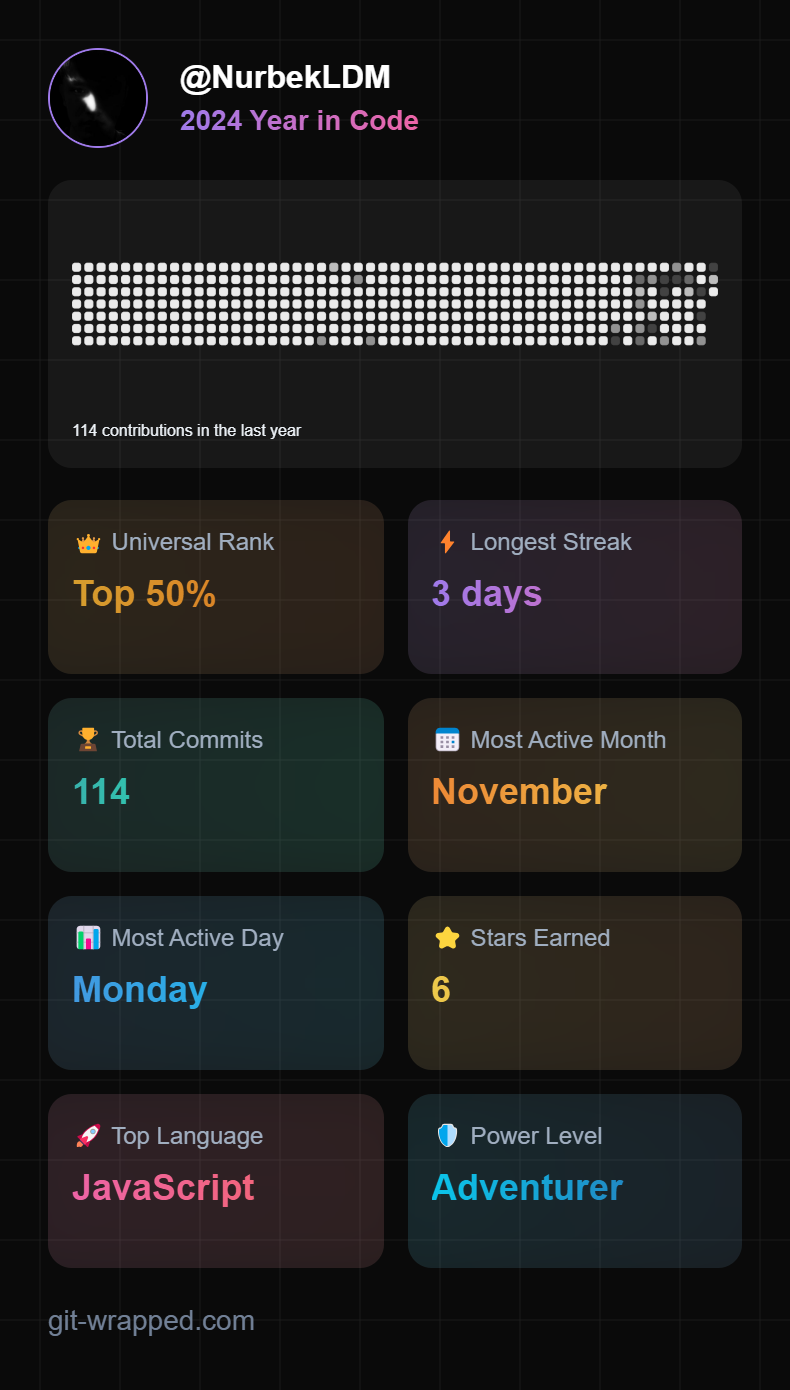 @NurbekLDM
2024 Year in Code
114 contributions in the last year
Universal Rank
Top 50%
Longest Streak
3 days
Total Commits
114
Most Active Month
November
Most Active Day
Monday
Stars Earned
6
Top Language
JavaScript
Power Level
Adventurer
git-wrapped.com